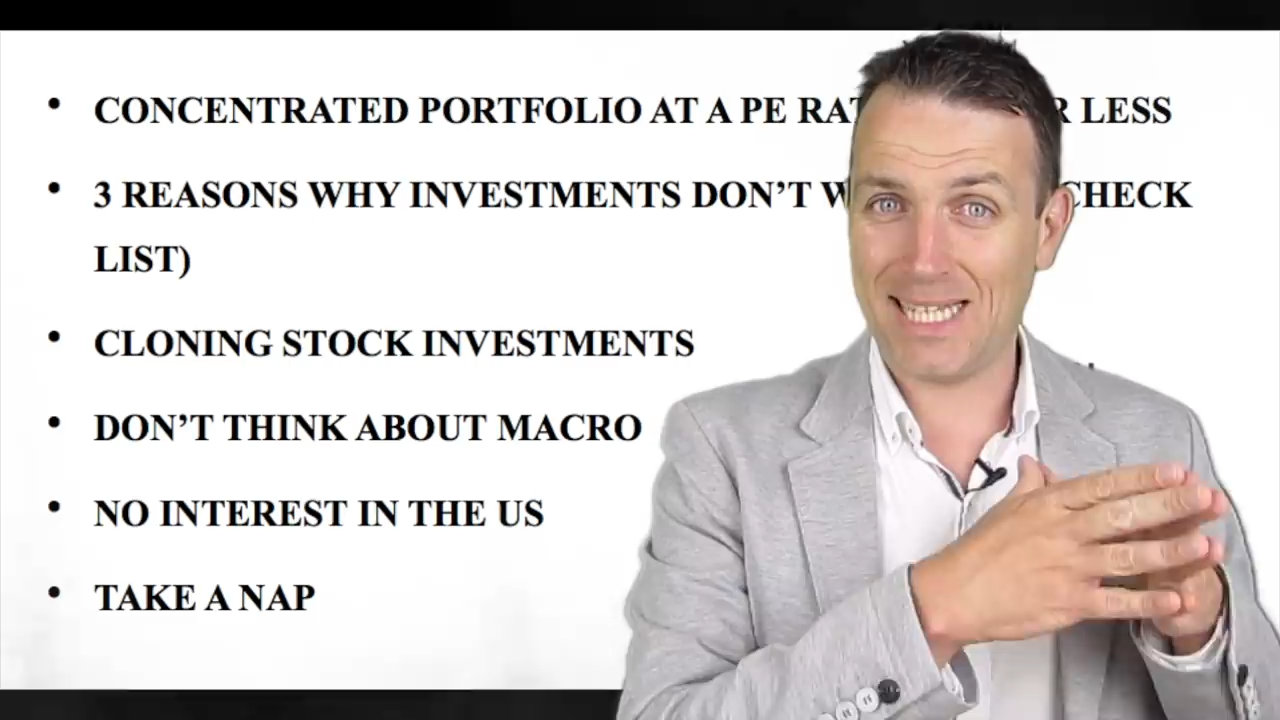 • CONCENTRATED PORTFOLIO AT A PE LESS
• 3 REASONS WHY INVESTMENTS DON’T CHECK
LIST)
• CLONING STOCK INVESTMENTS
• DON’T THINK ABOUT MACRO
• NO INTEREST IN THE US
• TAKE A NAP